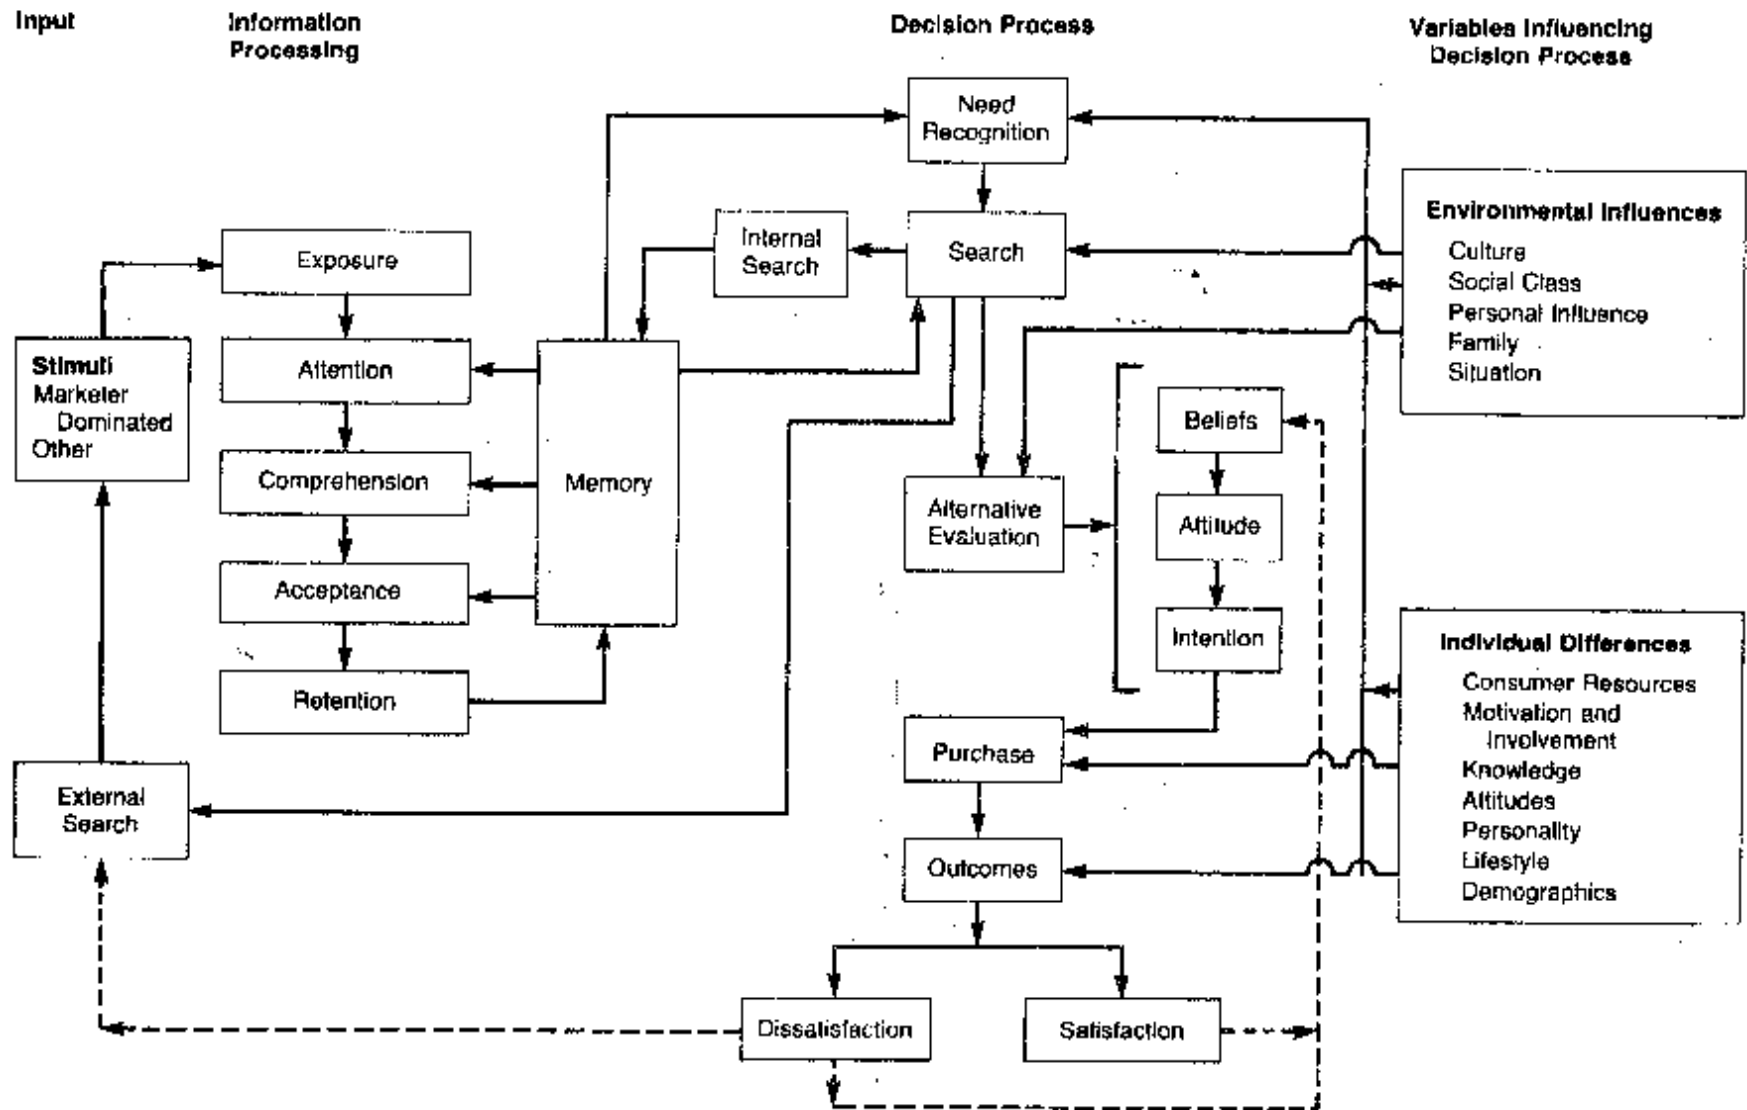 Input
Information
Processing
Decision Process
Variables Influencing
Decision Process
Need
Recognition
Environmental Influences
Culture
Social Class
Personal Influence
Family
Situation
Internal
Search
Search
Exposure
Stimuli
Marketer
Dominated
Other
Attention
Comprehension
Acceptance
Retention
Memory
Alternative
Evaluation
Beliefs
Attitude
Intention
Individual Differences
Consumer Resources
Motivation and
Involvement
Knowledge
Attitudes
Personality
Lifestyle
Demographics
Purchase
External
Search
Outcomes
Dissatisfaction
Satisfaction